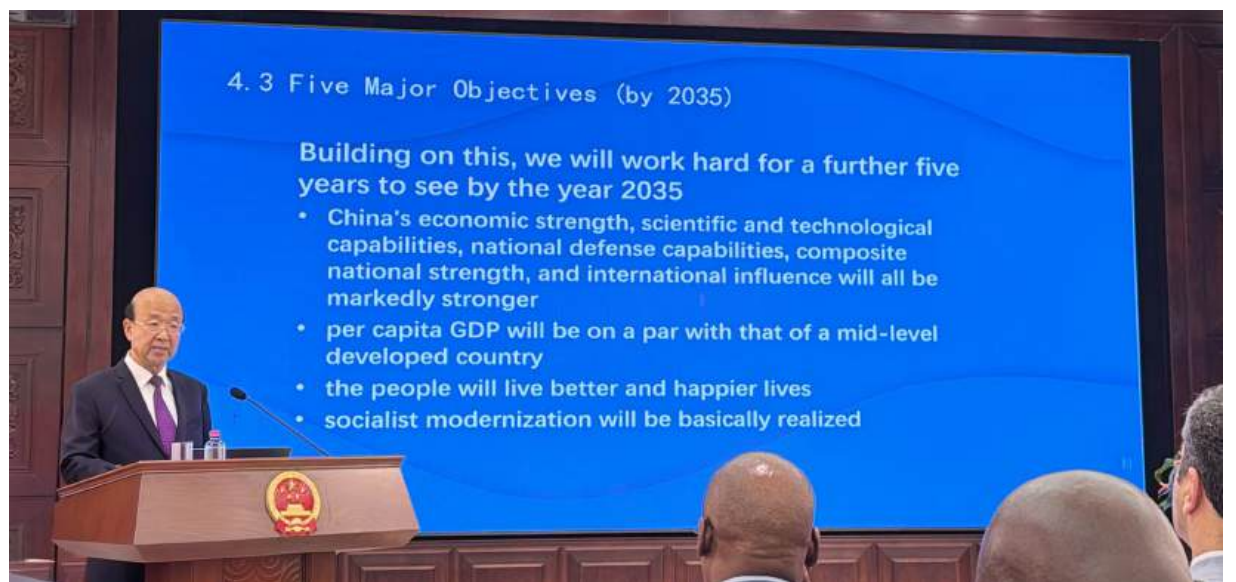 4.3 Five Major Objectives (by 2035)
Building on this, we will work hard for a further five
years to see by the year 2035
• China's economic strength, scientific and technological
capabilities, national defense capabilities, composite
national strength, and international influence will all be
markedly stronger
• per capita GDP will be on a par with that of a mid-level
developed country
• the people will live better and happier lives
• socialist modernization will be basically realized